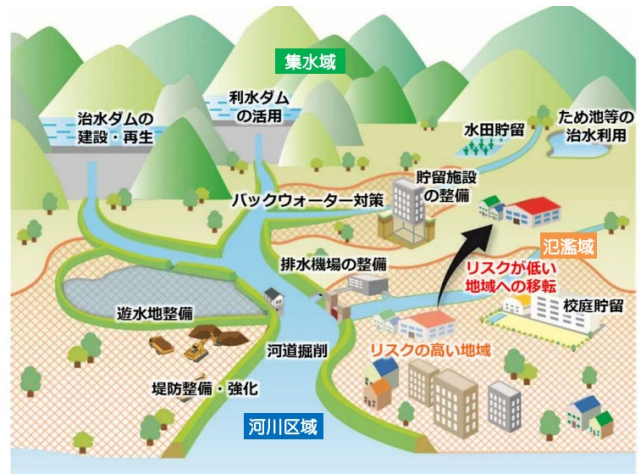 集水域
治水ダムの
建設・再生
利水ダム
の活用
水田貯留
ため池等の
治水利用
バックウォーター対策
貯留施設
の整備
氾濫域
排水機場の整備
リスクが低い
地域への移転
遊水地整備
校庭貯留
河道掘削
リスクの高い地域
堤防整備・強化
河川区域